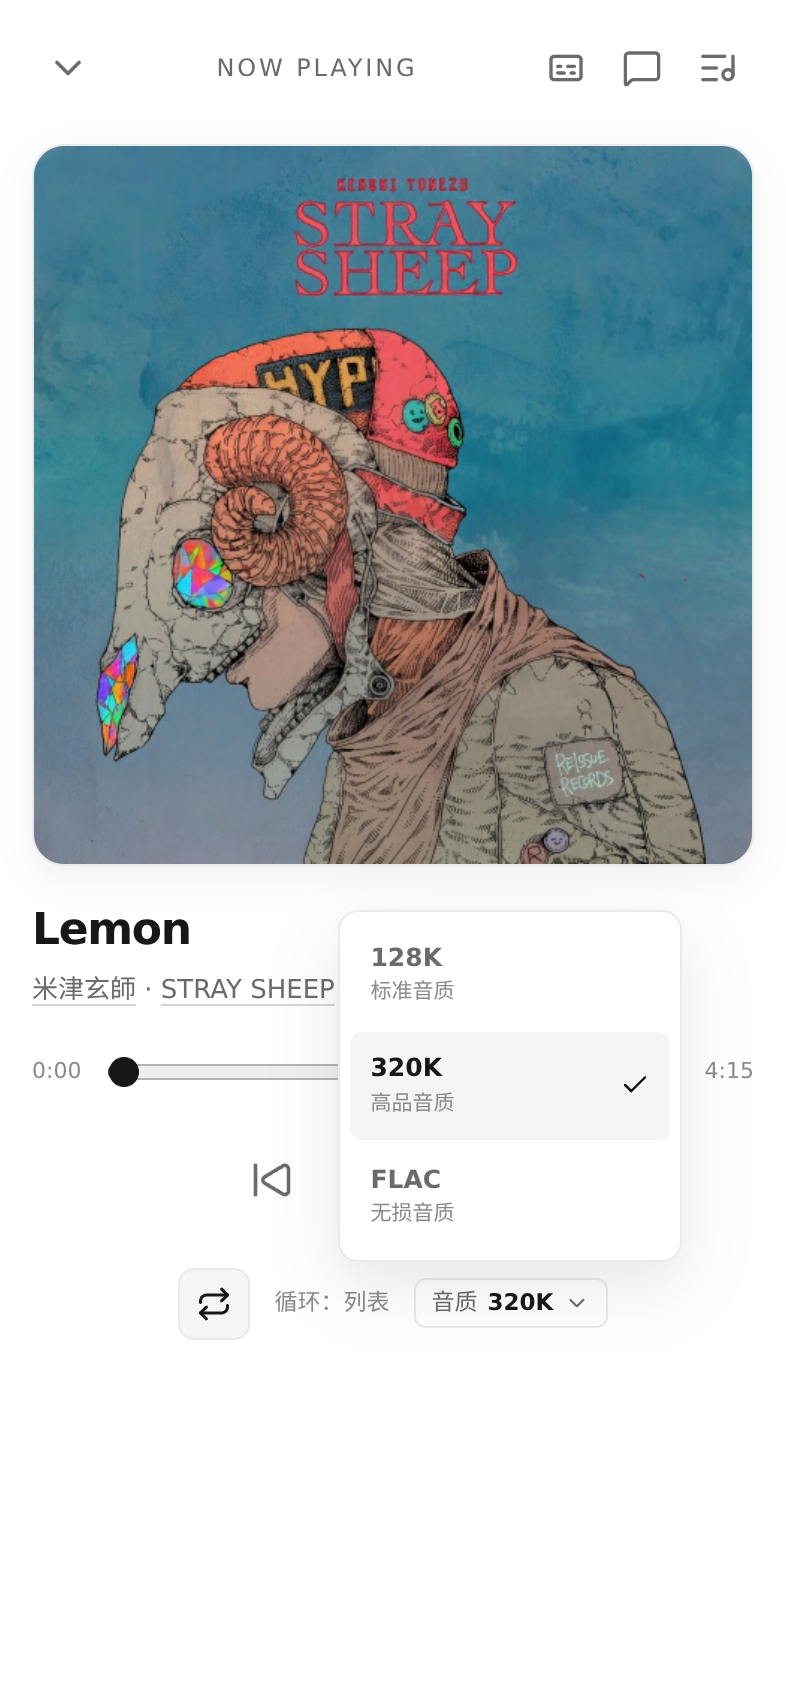 NOW PLAYING
KENSHI YONEZU
STRAY
SHEEP
HYP
REISSUE
RECORDS
R
Lemon
米津玄師 · STRAY SHEEP
128K
标准音质
0:00
4:15
320K
高品音质
FLAC
无损音质
循环：列表
音质 320K